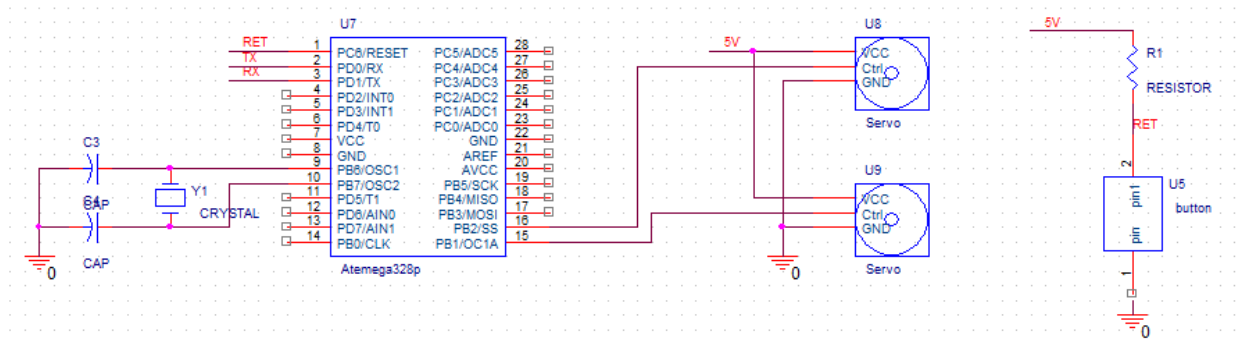 U7
RET 1 PC6/RESET PC5/ADC5 28
TX 2 PD0/RX PC4/ADC4 27
RX 3 PD1/TX PC3/ADC3 26
4 PD2/INT0 PC2/ADC2 25
5 PD3/INT1 PC1/ADC1 24
6 PD4/T0 PC0/ADC0 23
7 VCC GND 22
8 GND AREF 21
9 PB6/OSC1 AVCC 20
10 PB7/OSC2 PB5/SCK 19
11 PD5/T1 PB4/MISO 18
12 PD6/AIN0 PB3/MOSI 17
13 PD7/AIN1 PB2/SS 16
14 PB0/CLK PB1/OC1A 15
Atemega328p
C3
CAP
C4
CAP
Y1
CRYSTAL
0
5V
U8
VCC
Ctrl
GND
Servo
U9
VCC
Ctrl
GND
Servo
0
5V
R1
RESISTOR
RET
2
pin1
U5
button
pin
1
0